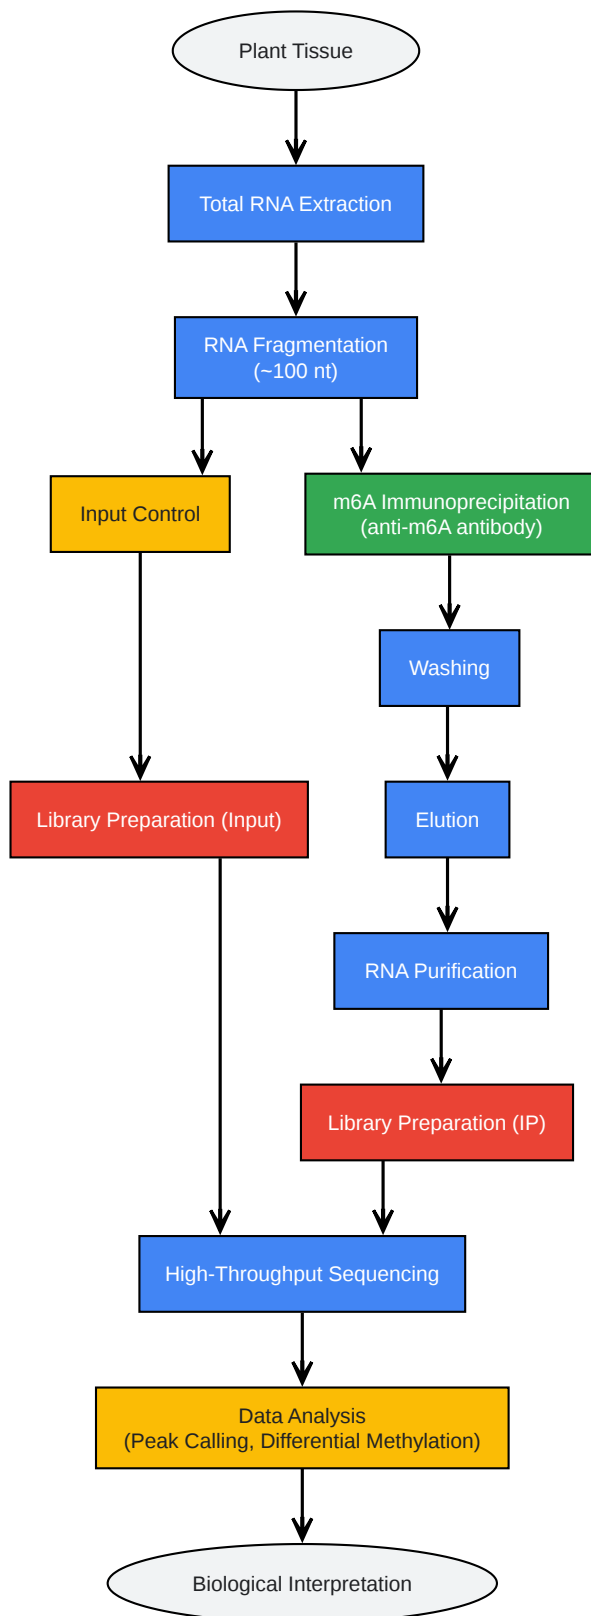 Plant Tissue
Total RNA Extraction
RNA Fragmentation
(~100 nt)
Input Control
m6A Immunoprecipitation
(anti-m6A antibody)
Washing
Library Preparation (Input)
Elution
RNA Purification
Library Preparation (IP)
High-Throughput Sequencing
Data Analysis
(Peak Calling, Differential Methylation)
Biological Interpretation